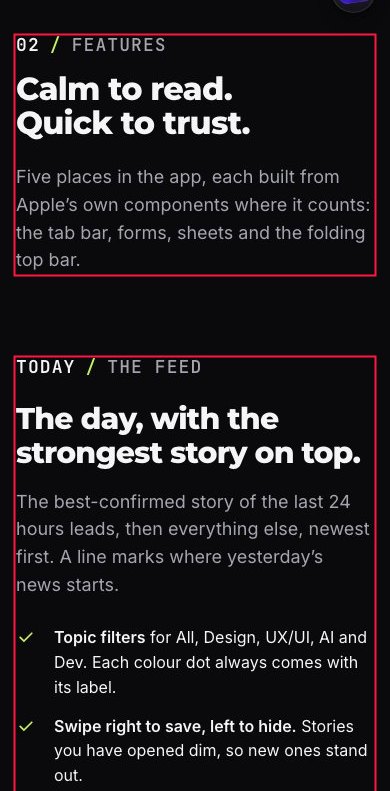 02 / FEATURES
Calm to read.
Quick to trust.
Five places in the app, each built from
Apple’s own components where it counts:
the tab bar, forms, sheets and the folding
top bar.
TODAY / THE FEED
The day, with the
strongest story on top.
The best-confirmed story of the last 24
hours leads, then everything else, newest
first. A line marks where yesterday’s
news starts.
Topic filters for All, Design, UX/UI, AI and
Dev. Each colour dot always comes with
its label.
Swipe right to save, left to hide. Stories
you have opened dim, so new ones stand
out.